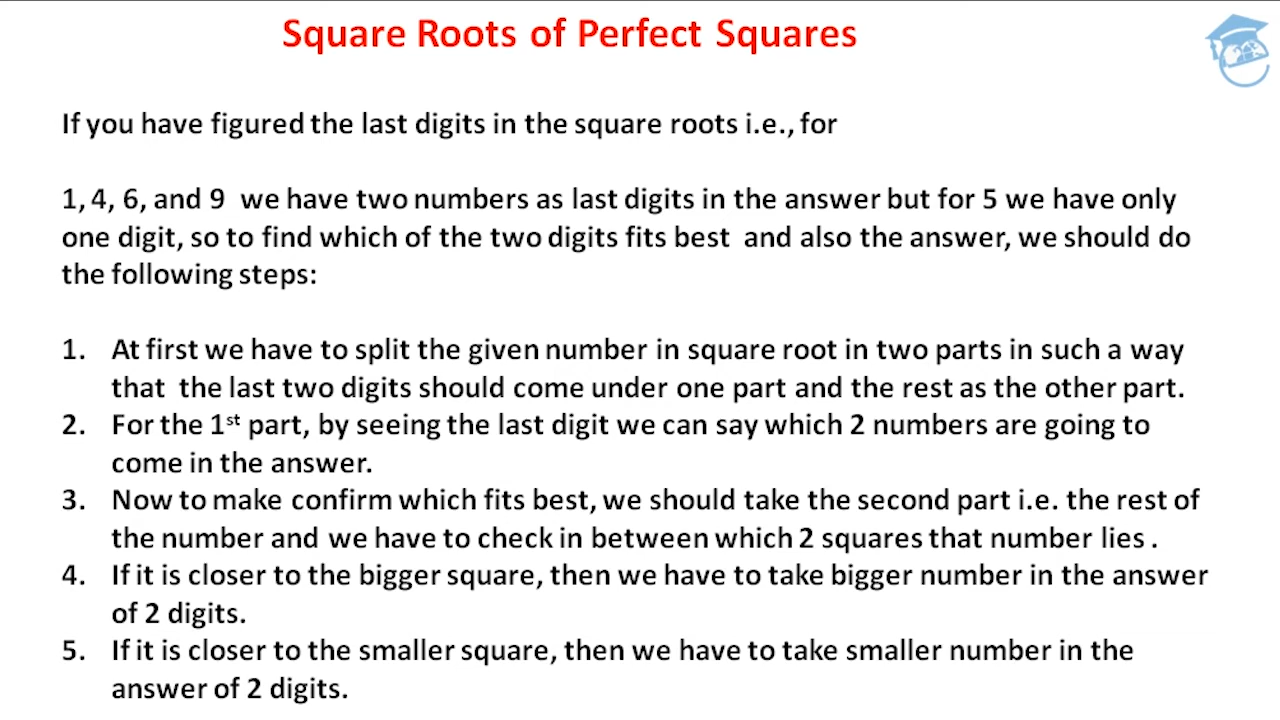 Square Roots of Perfect Squares
If you have figured the last digits in the square roots i.e., for
1, 4, 6, and 9 we have two numbers as last digits in the answer but for 5 we have only
one digit, so to find which of the two digits fits best and also the answer, we should do
the following steps:
1. At first we have to split the given number in square root in two parts in such a way
that the last two digits should come under one part and the rest as the other part.
2. For the 1st part, by seeing the last digit we can say which 2 numbers are going to
come in the answer.
3. Now to make confirm which fits best, we should take the second part i.e. the rest of
the number and we have to check in between which 2 squares that number lies .
4. If it is closer to the bigger square, then we have to take bigger number in the answer
of 2 digits.
5. If it is closer to the smaller square, then we have to take smaller number in the
answer of 2 digits.